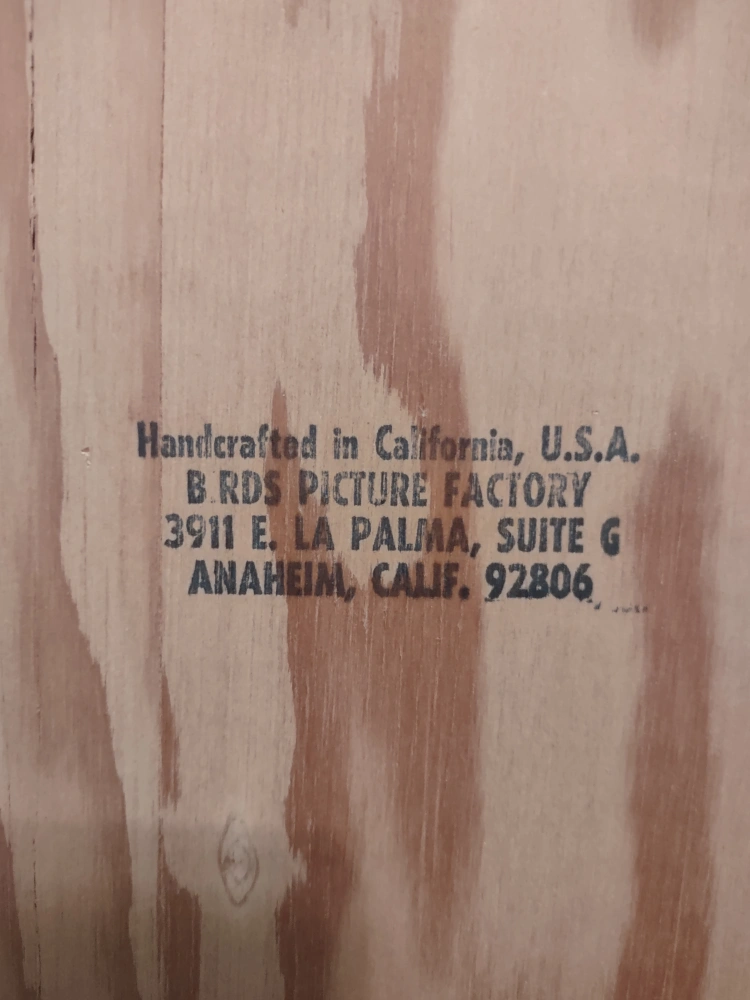 Handcrafted in California, U.S.A.
B.RDS PICTURE FACTORY
3911 E. LA PALMA, SUITE G
ANAHEIM, CALIF. 92806